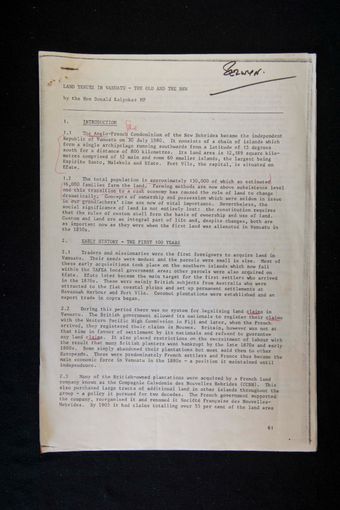 LAND TENURE IN VANUATU - THE OLD AND THE NEW
by the Hon Donald Kalpokas MP
1. INTRODUCTION
1.1 The Anglo-French Condominium of the New Hebrides became the independent
Republic of Vanuatu on 30 July 1980. It consists of a chain of islands which
form a single archipelago running southwards from a latitude of 13 degrees
south for a distance of 800 kilometres. Its land area is 12,189 square kilo-
metres comprised of 12 main and some 60 smaller islands, the largest being
Espiritu Santo, Malekula and Efate. Port Vila, the capital, is situated on
Efate.
1.2 The total population is approximately 130,000 of which an estimated
16,000 families farm the land. Farming methods are now above subsistence level
and this transition to a cash economy has caused the role of land to change
dramatically. Concepts of ownership and possession which were seldom in issue
in our grandfathers' time are now of vital importance. Nevertheless, the
social significance of land is not entirely lost: the constitution requires
that the rules of custom shall form the basis of ownership and use of land.
Custom and land are an integral part of life and, despite changes, both are
as important now as they were when the first land was alienated in Vanuatu in
the 1850s.
2. EARLY HISTORY - THE FIRST 100 YEARS
2.1 Traders and missionaries were the first foreigners to acquire land in
Vanuatu. Their needs were modest and the parcels were small in size. Most of
these early acquisitions took place on the southern islands which now fall
within the TAFEA local government area; other parcels were also acquired on
Efate. Efate later became the main target for the first settlers who arrived
in the 1870s. These were mainly British subjects from Australia who were
attracted to the flat coastal plains and set up permanent settlements at
Havannah Harbour and Port Vila. Coconut plantations were established and an
export trade in copra began.
2.2 During this period there was no system for legalising land claims in
Vanuatu. The British government allowed its nationals to register their claims
with the Western Pacific High Commission in Fiji and later, when the French
arrived, they registered their claims in Noumea. Britain, however was not at
that time in favour of settlement by its nationals and refused to guarantee
any land claims. It also placed restrictions on the recruitment of labour with
the result that many British planters were bankrupt by the late 1870s and early
1880s. Some simply abandoned their plantations but most sold them to other
Europeans. These were predominantly French settlers and France thus became the
main economic force in Vanuatu in the 1880s - a position it maintained until
independence.
2.3 Many of the British-owned plantations were acquired by a French land
company known as the Compagnie Caledonie des Nouvelles Hebrides (CCNH). This
also purchased large tracts of additional land in other islands throughout the
group - a policy it pursued for two decades. The French government supported
the company, reorganised it and renamed it Société Française des Nouvelles-
Hebrides. By 1905 it had claims totalling over 55 per cent of the land area
61